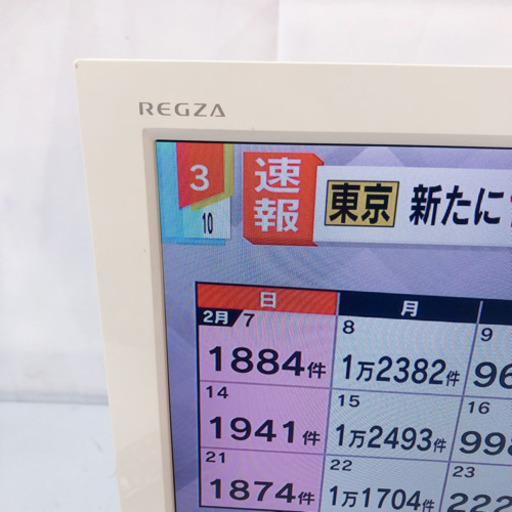 REGZA
3
10
速報
東京 新たに
日 月
2月 7 8 9
1884件 1万2382件 96
14 15 16
1941件 1万2493件 998
21 22 23
1874件 1万1704件 222